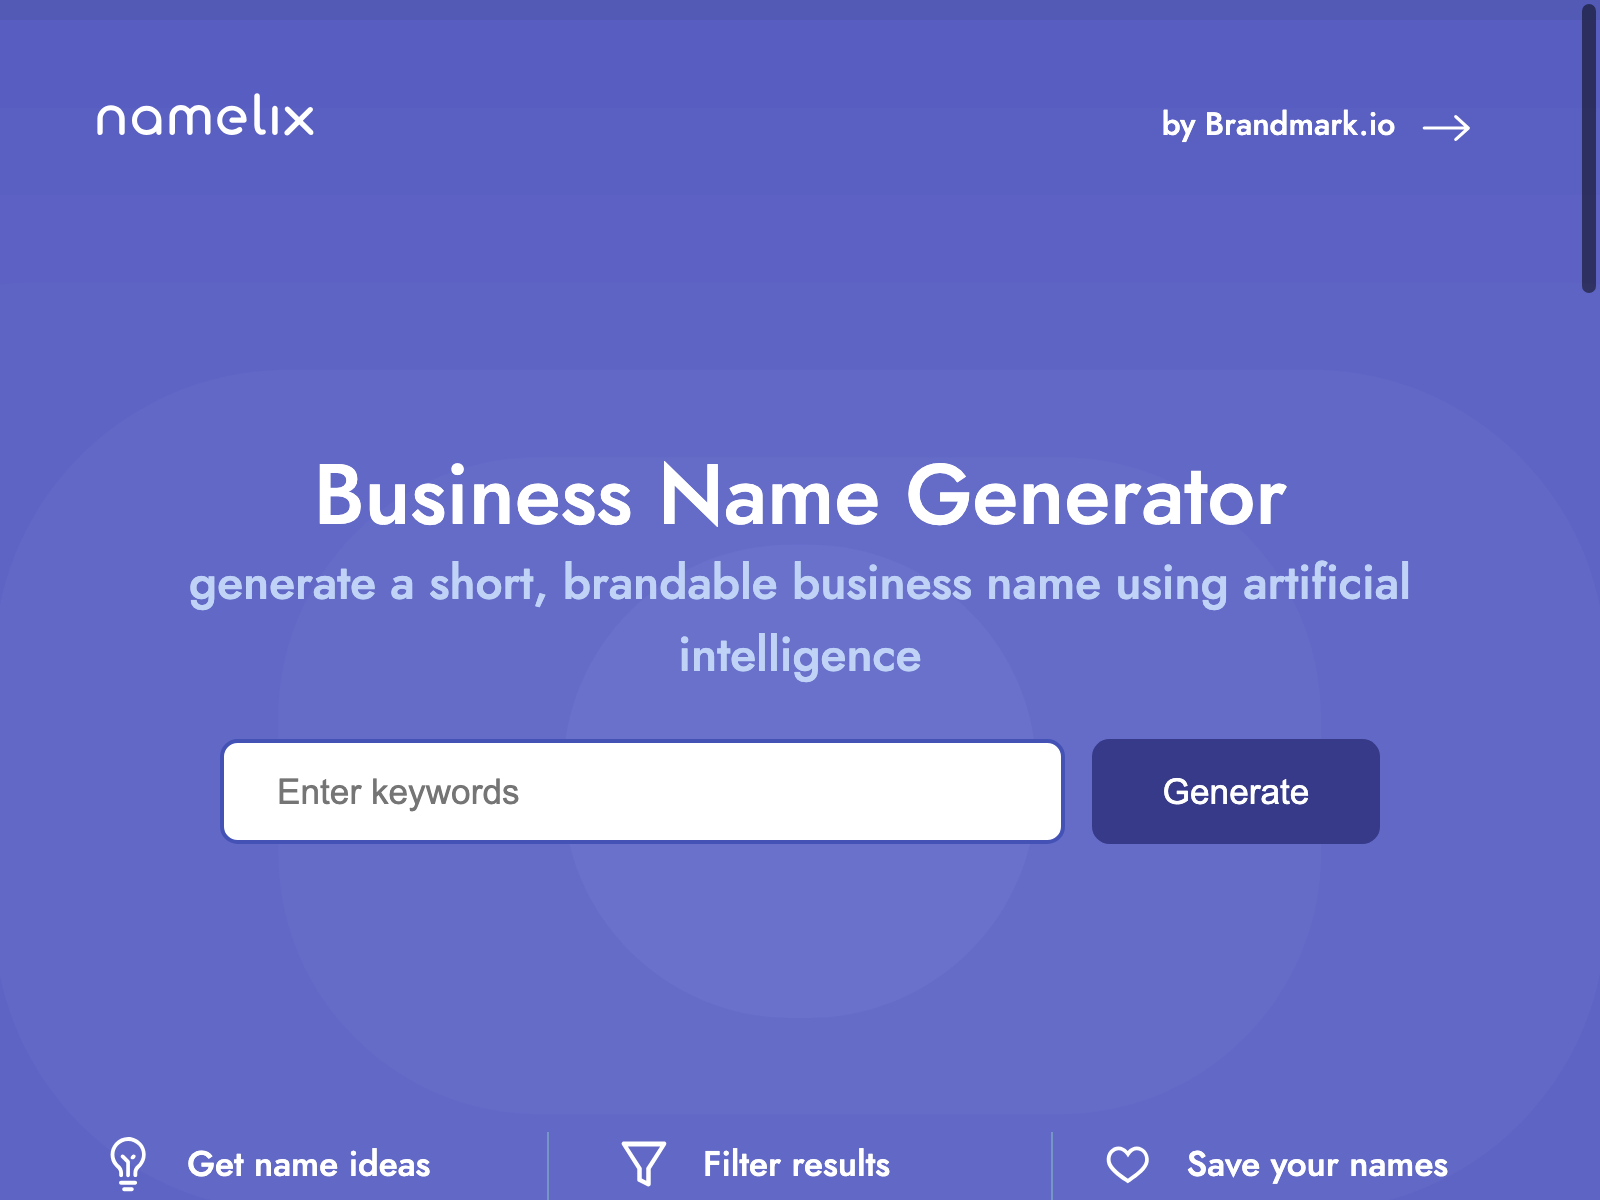 namelix
by Brandmark.io
Business Name Generator
generate a short, brandable business name using artificial
intelligence
Enter keywords
Generate
Get name ideas
Filter results
Save your names